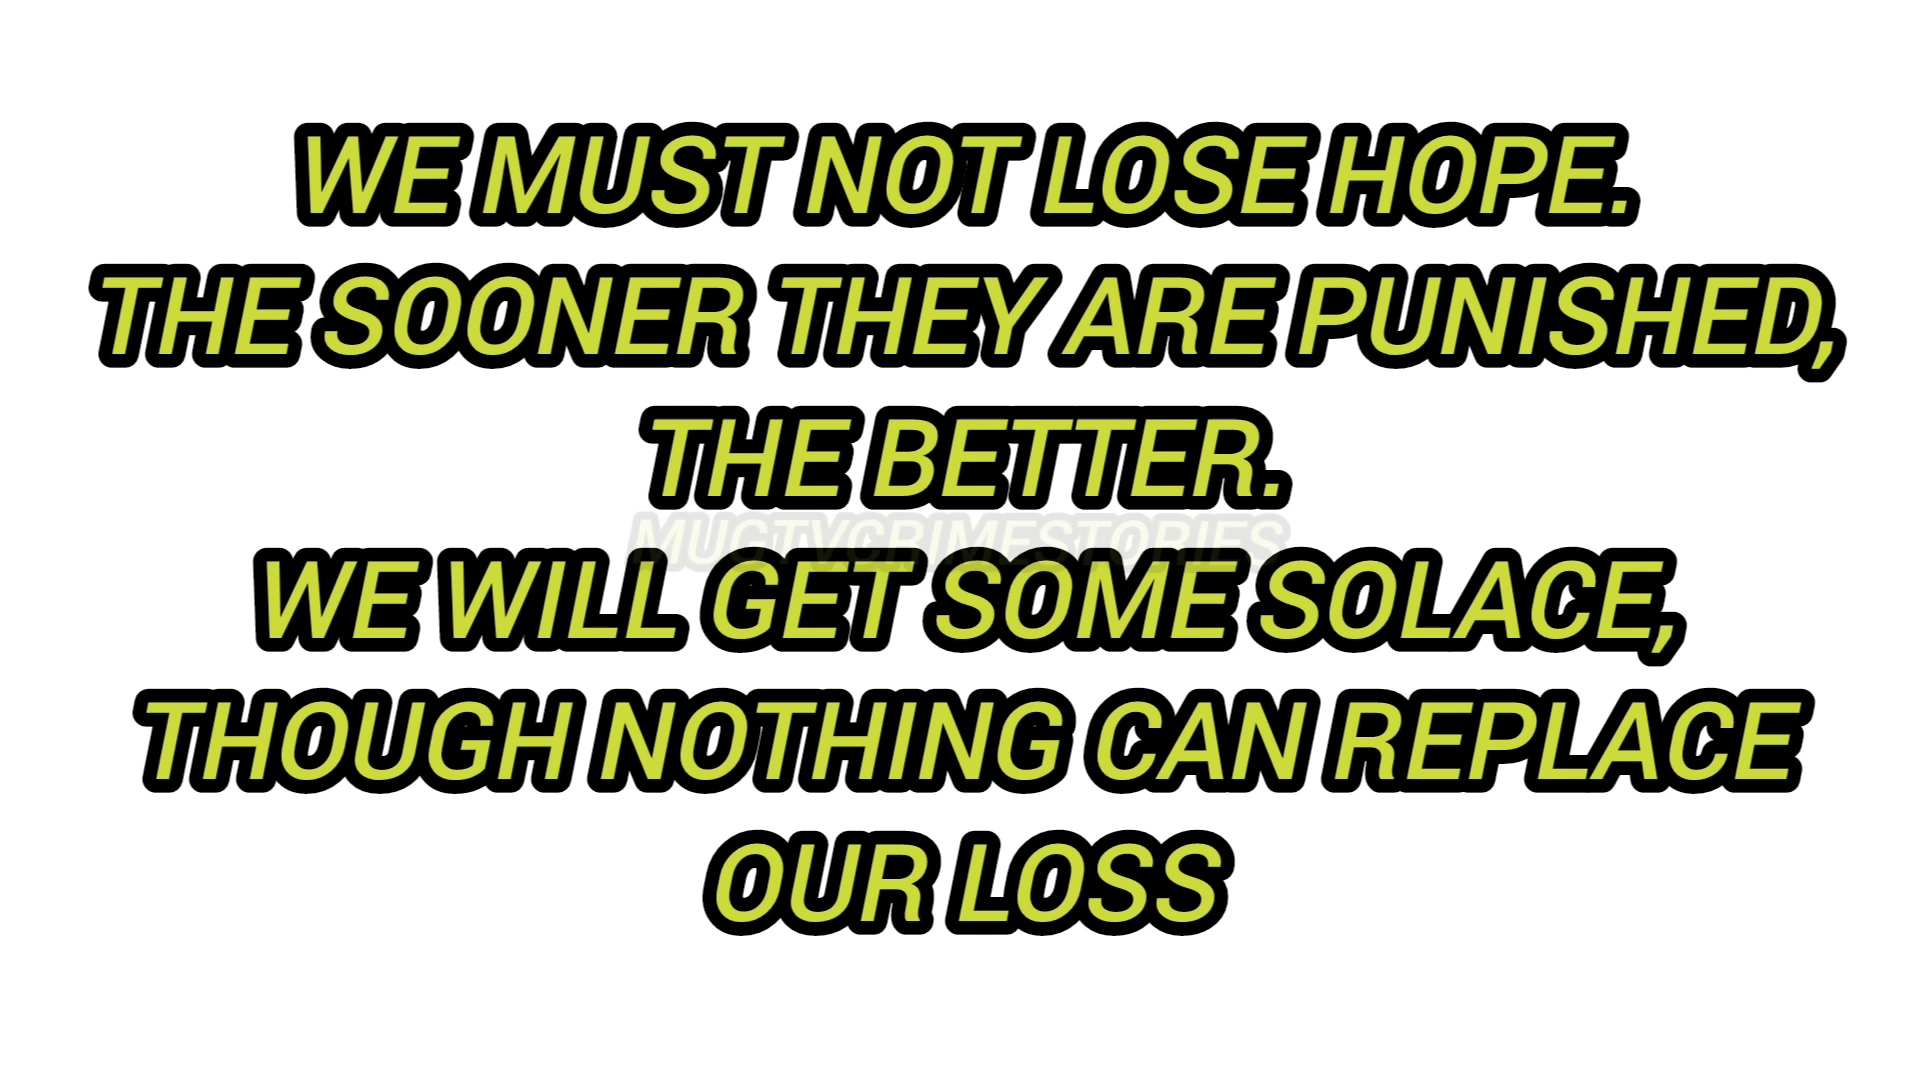 WE MUST NOT LOSE HOPE.
THE SOONER THEY ARE PUNISHED,
THE BETTER.
MUGTVCRIMESTORIES
WE WILL GET SOME SOLACE,
THOUGH NOTHING CAN REPLACE
OUR LOSS